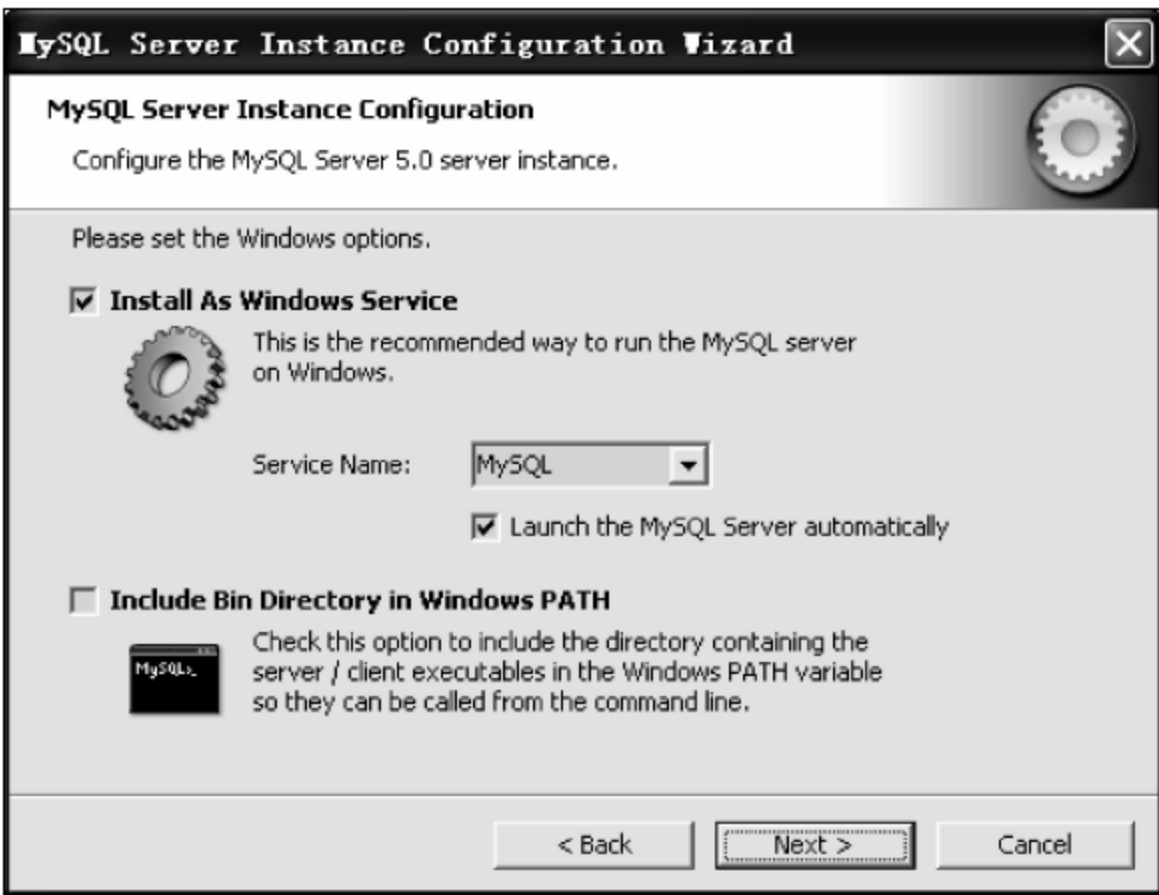 MySQL Server Instance Configuration Wizard
MySQL Server Instance Configuration
Configure the MySQL Server 5.0 server instance.
Please set the Windows options.
Install As Windows Service
This is the recommended way to run the MySQL server
on Windows.
Service Name: MySQL
Launch the MySQL Server automatically
Include Bin Directory in Windows PATH
Check this option to include the directory containing the
server / client executables in the Windows PATH variable
so they can be called from the command line.
MySQL>_
< Back Next > Cancel